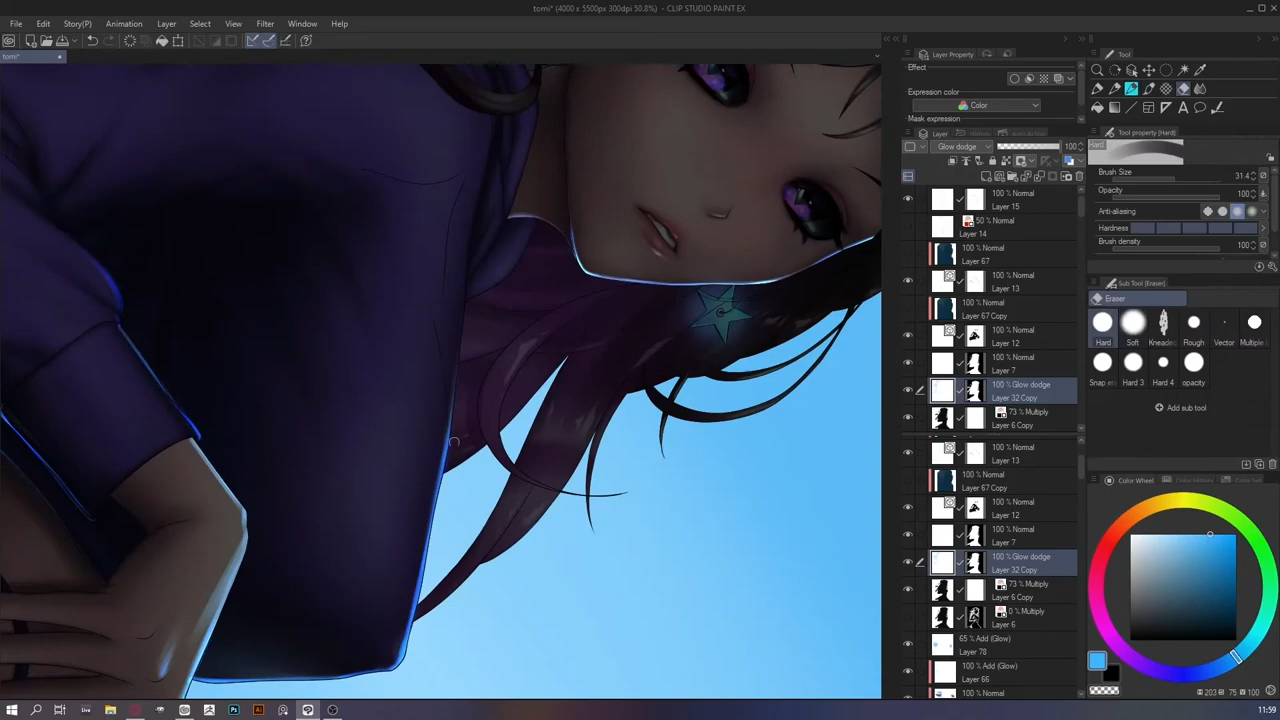 tomi* (4000 x 5500px 300dpi 50.8%) - CLIP STUDIO PAINT EX
File Edit Story(P) Animation Layer Select View Filter Window Help
tomi*
Layer Property
Effect
Expression color
Color
Mask expression
Layer
Glow dodge 100
100 % Normal
Layer 15
50 % Normal
Layer 14
100 % Normal
Layer 67
100 % Normal
Layer 13
100 % Normal
Layer 67 Copy
100 % Normal
Layer 12
100 % Normal
Layer 7
100 % Glow dodge
Layer 32 Copy
73 % Multiply
Layer 6 Copy
100 % Normal
Layer 13
100 % Normal
Layer 67 Copy
100 % Normal
Layer 12
100 % Normal
Layer 7
100 % Glow dodge
Layer 32 Copy
73 % Multiply
Layer 6 Copy
0 % Multiply
Layer 6
65 % Add (Glow)
Layer 78
100 % Add (Glow)
Layer 66
100 % Normal
Tool
Tool property [Hard]
Hard
Brush Size 31.4
Opacity 100
Anti-aliasing
Hardness
Brush density 100
Sub Tool [Eraser]
Eraser
Hard Soft Kneaded Rough Vector Multiple
Snap er Hard 3 Hard 4 opacity
Add sub tool
Color Wheel
203 75 100
11:59